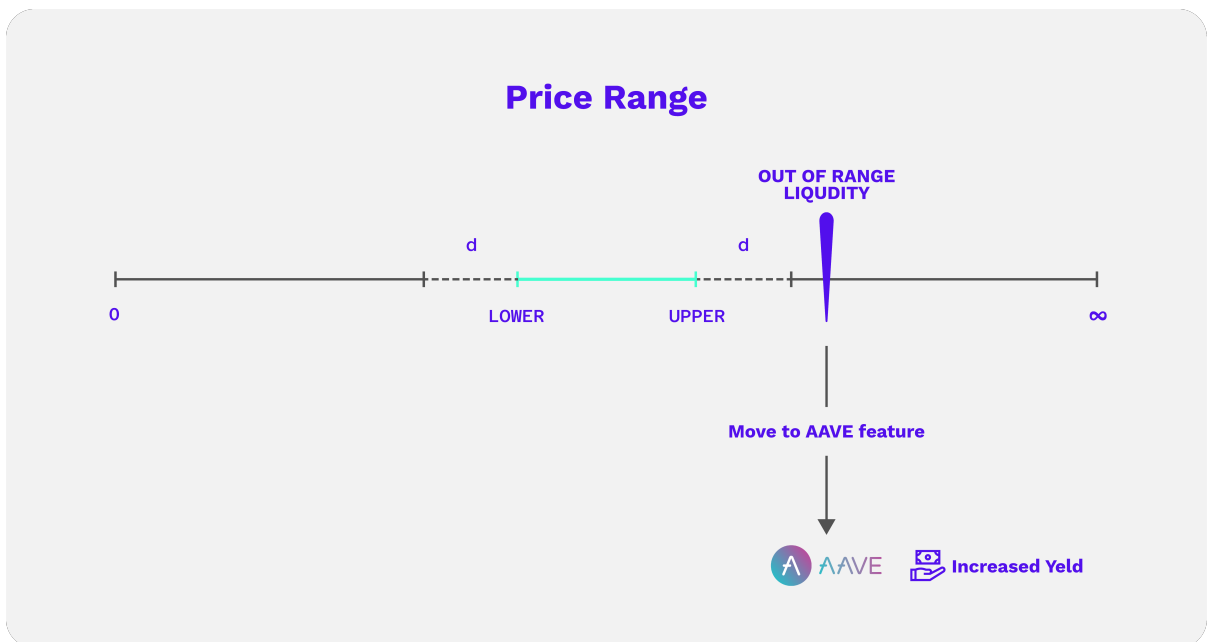 Price Range
OUT OF RANGE
LIQUDITY
d
d
0
LOWER
UPPER
∞
Move to AAVE feature
AAVE
Increased Yeld